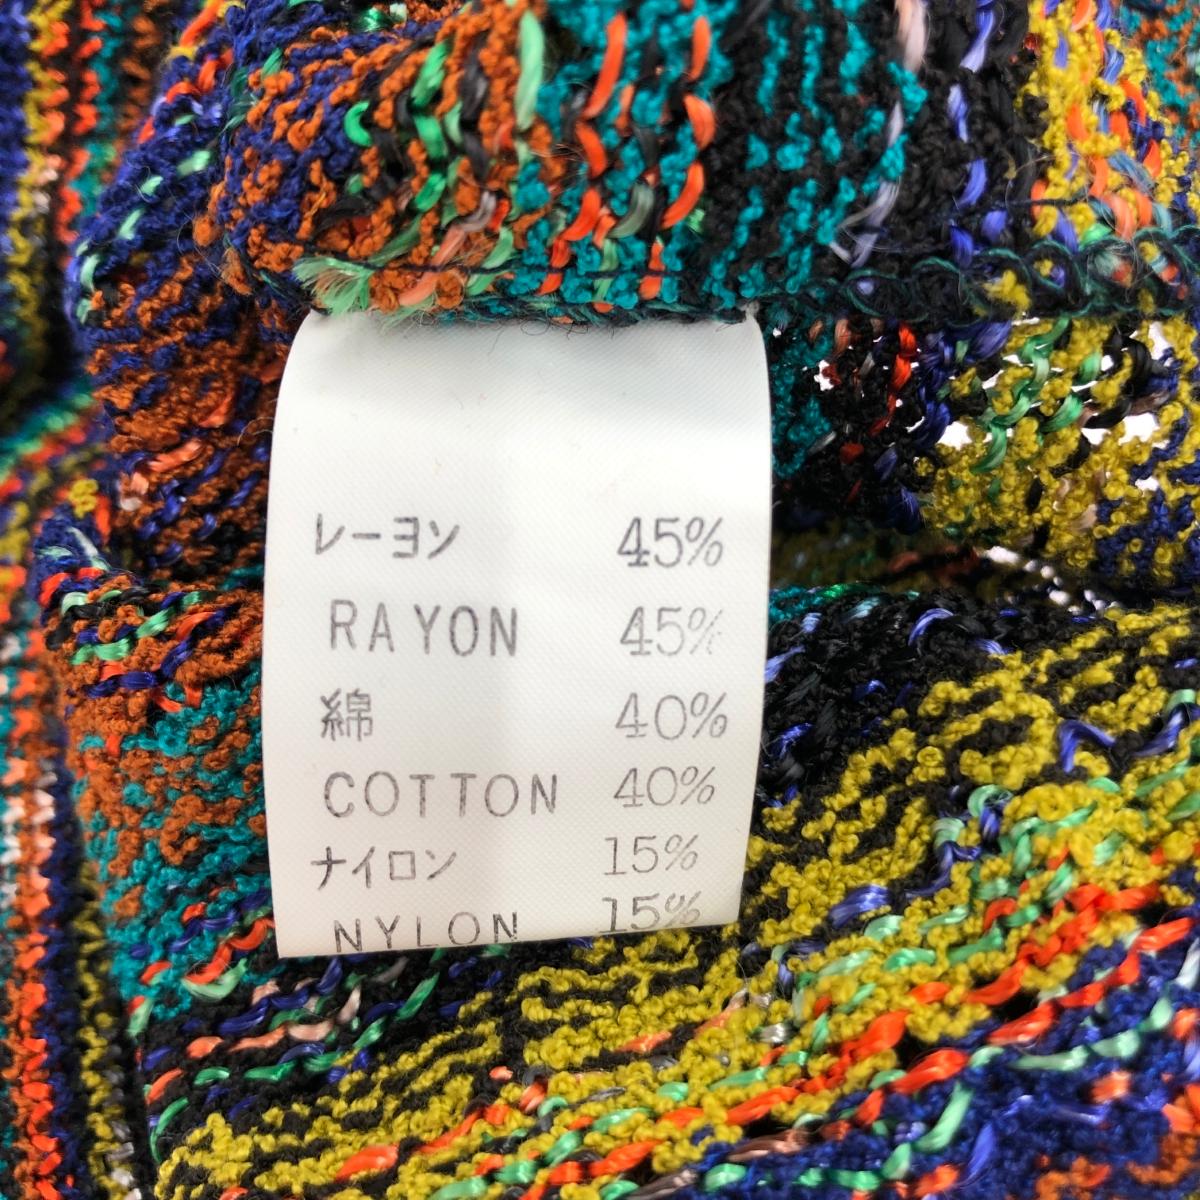 レーヨン 45%
RAYON 45%
綿 40%
COTTON 40%
ナイロン 15%
NYLON 15%